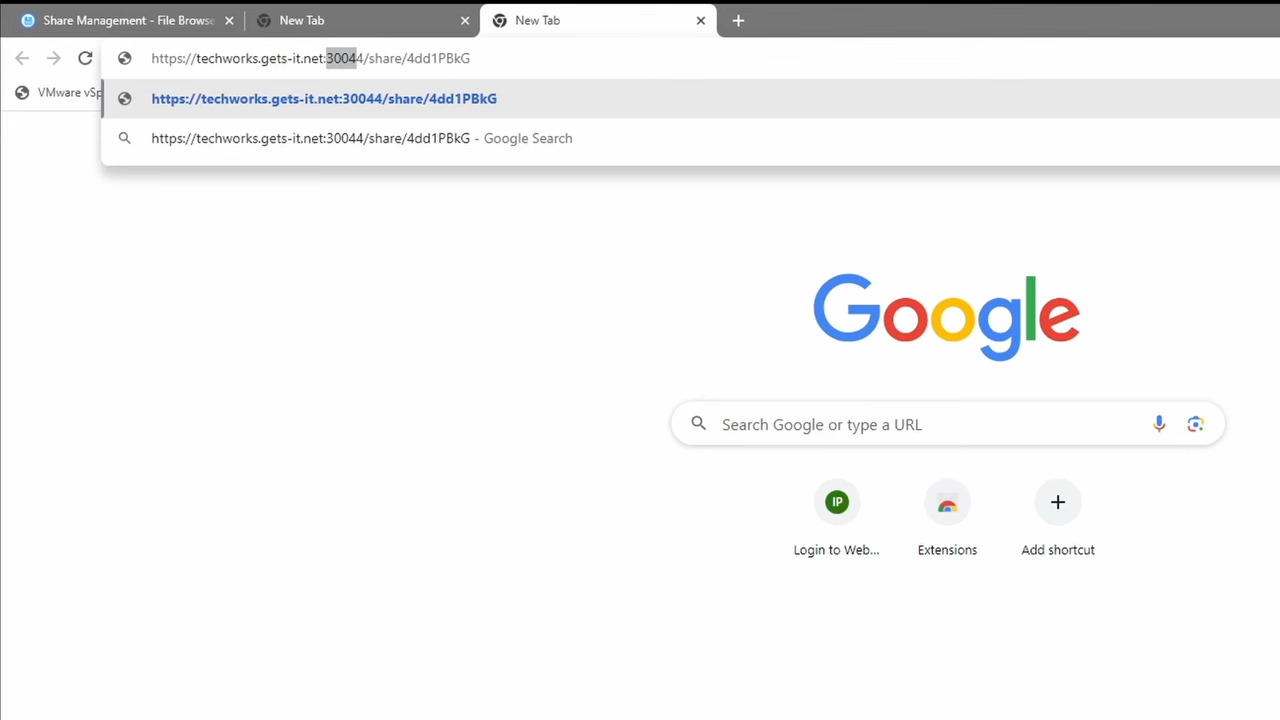 Share Management - File Browse
New Tab
New Tab
https://techworks.gets-it.net:30044/share/4dd1PBkG
VMware vSp
https://techworks.gets-it.net:30044/share/4dd1PBkG
https://techworks.gets-it.net:30044/share/4dd1PBkG - Google Search
Google
Search Google or type a URL
IP
Login to Web...
Extensions
Add shortcut